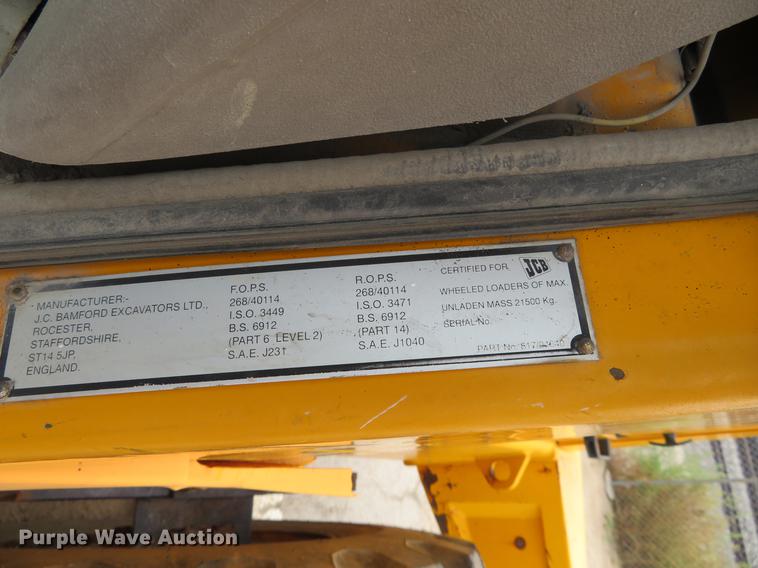 MANUFACTURER:-
J.C. BAMFORD EXCAVATORS LTD.,
ROCESTER,
STAFFORDSHIRE,
ST14 5JP,
ENGLAND.
F.O.P.S.
268/40114
I.S.O. 3449
B.S. 6912
(PART 6 LEVEL 2)
S.A.E. J231
R.O.P.S.
268/40114
I.S.O. 3471
B.S. 6912
(PART 14)
S.A.E. J1040
CERTIFIED FOR JCB
WHEELED LOADERS OF MAX.
UNLADEN MASS 21500 Kg.
SERIAL No.
PART No.
Purple Wave Auction